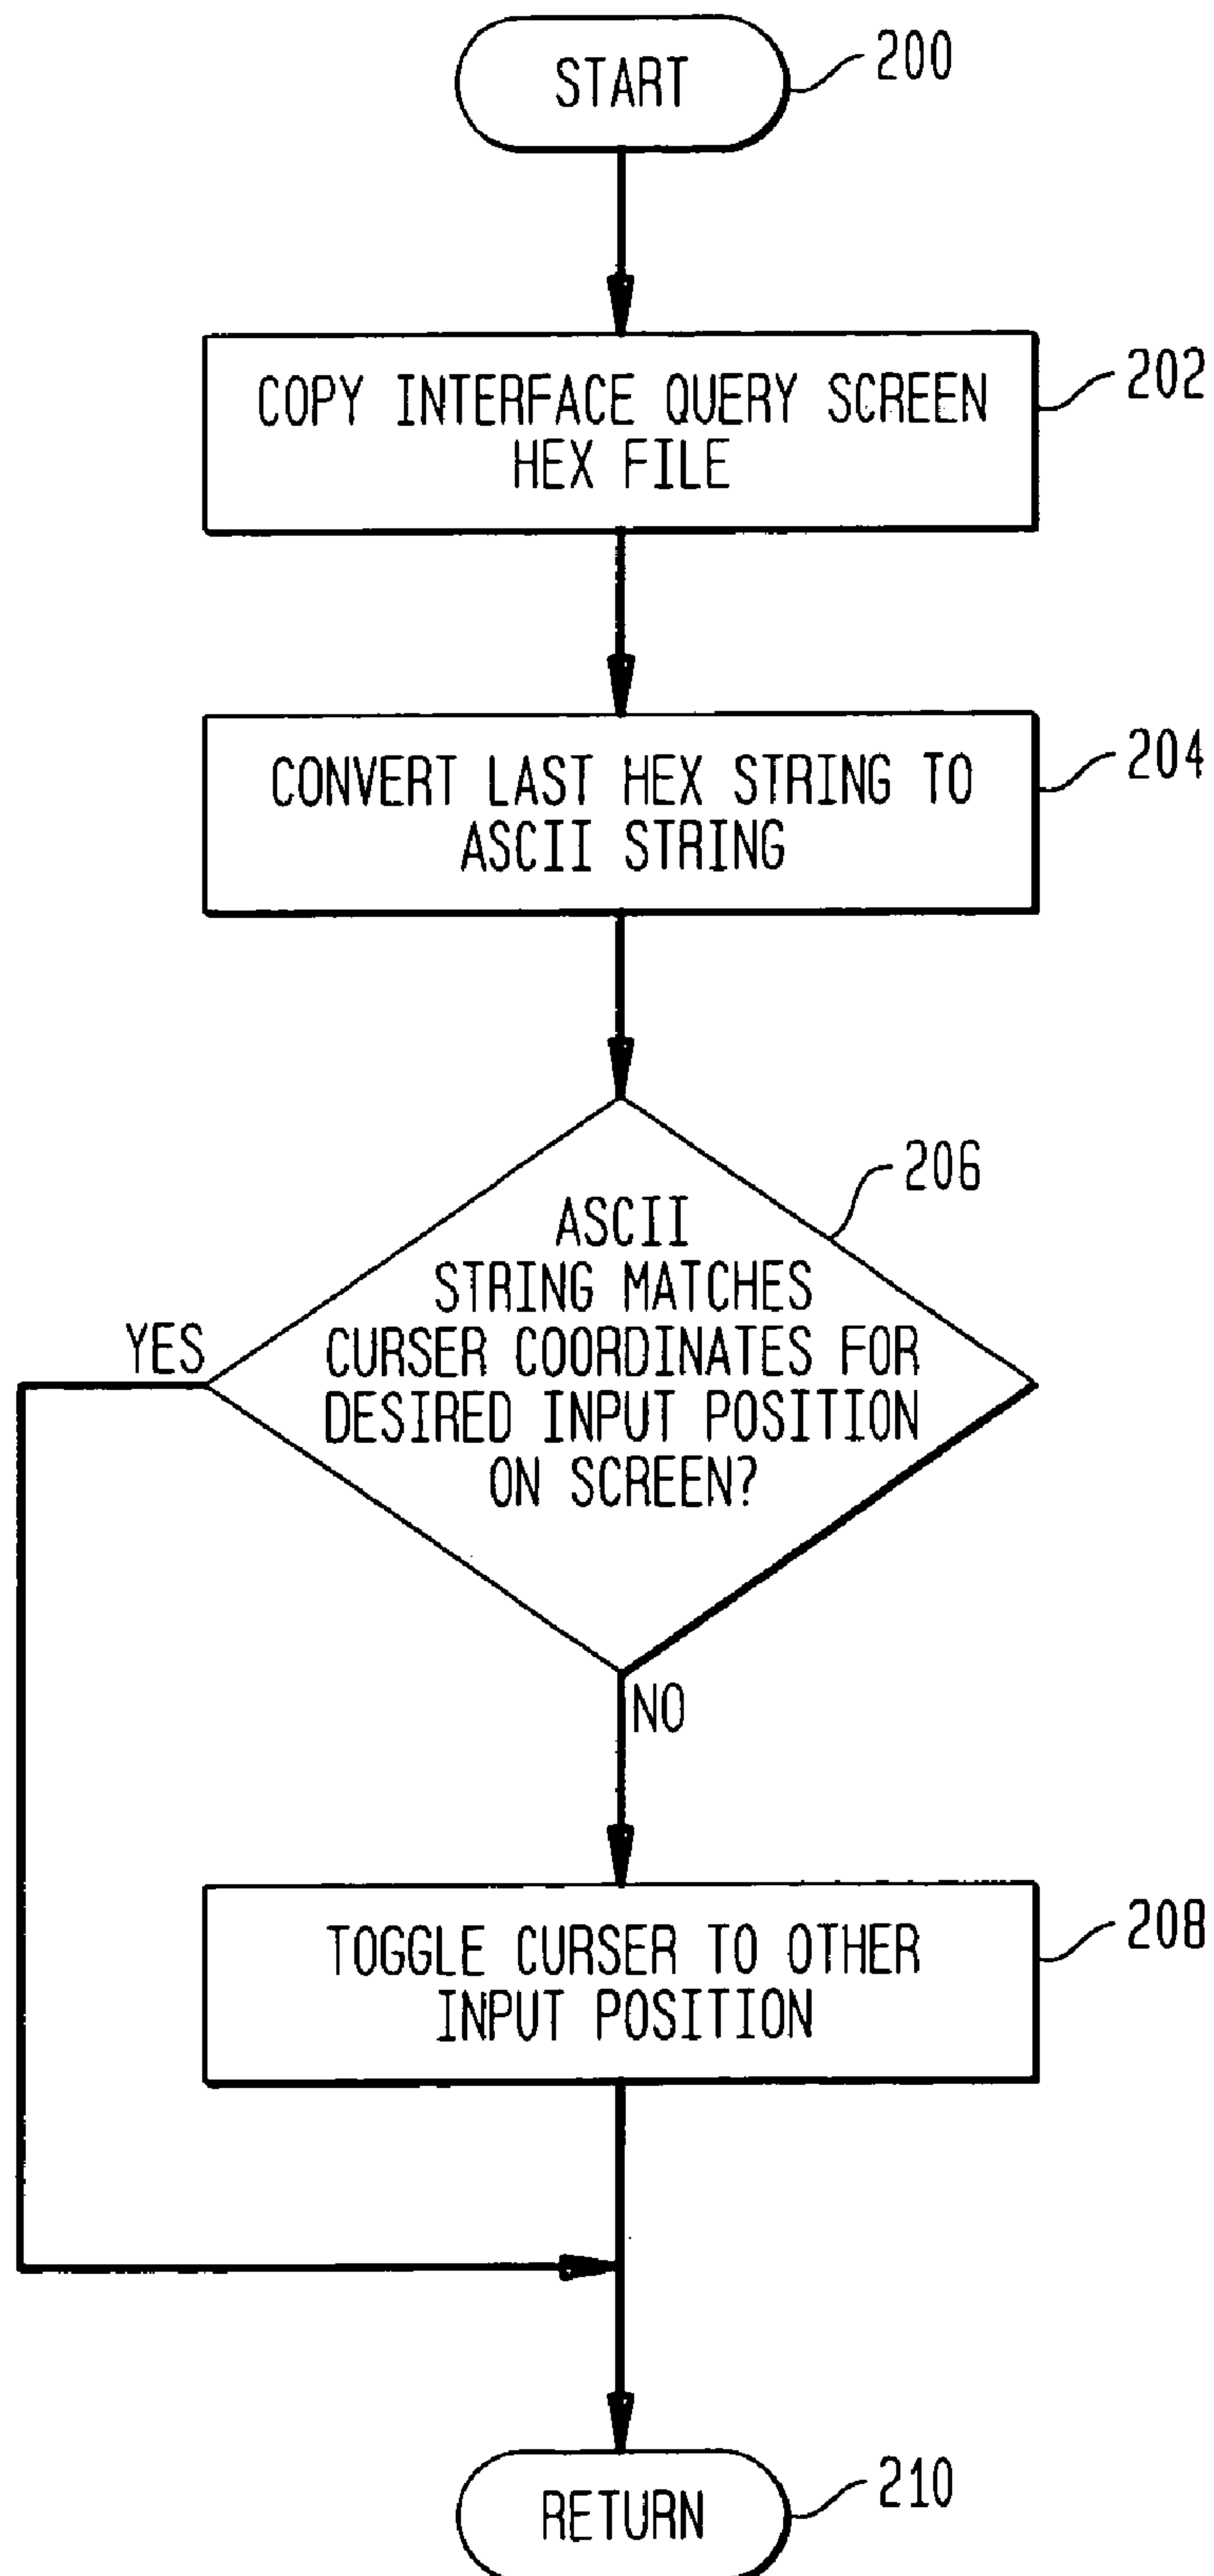 START
200
COPY INTERFACE QUERY SCREEN
HEX FILE
202
CONVERT LAST HEX STRING TO
ASCII STRING
204
206
ASCII
STRING MATCHES
CURSER COORDINATES FOR
DESIRED INPUT POSITION
ON SCREEN?
YES
NO
TOGGLE CURSER TO OTHER
INPUT POSITION
208
RETURN
210